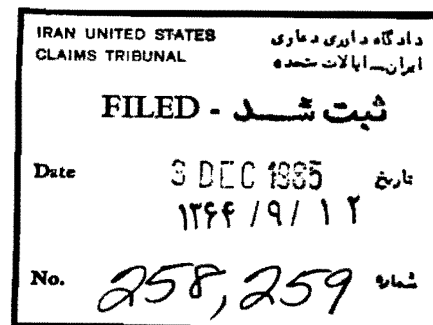 IRAN UNITED STATES دادگاه داوری دعاوی
CLAIMS TRIBUNAL ایران-ایالات متحده
FILED - ثبت شد
Date 3 DEC 1985 تاریخ
۱۳۶۴ /۹/ ۱۲
No. 258,259 شماره